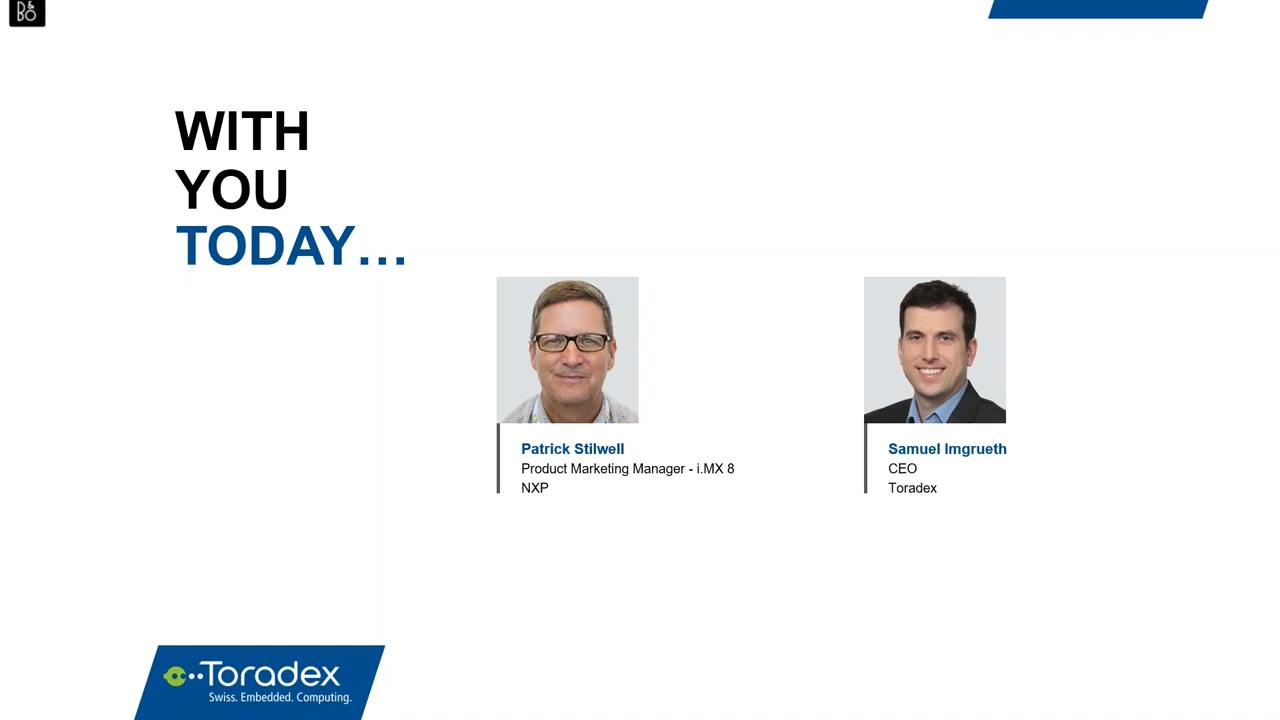 B&O
WITH
YOU
TODAY...
Patrick Stilwell
Product Marketing Manager - i.MX 8
NXP
Samuel Imgrueth
CEO
Toradex
Toradex
Swiss. Embedded. Computing.